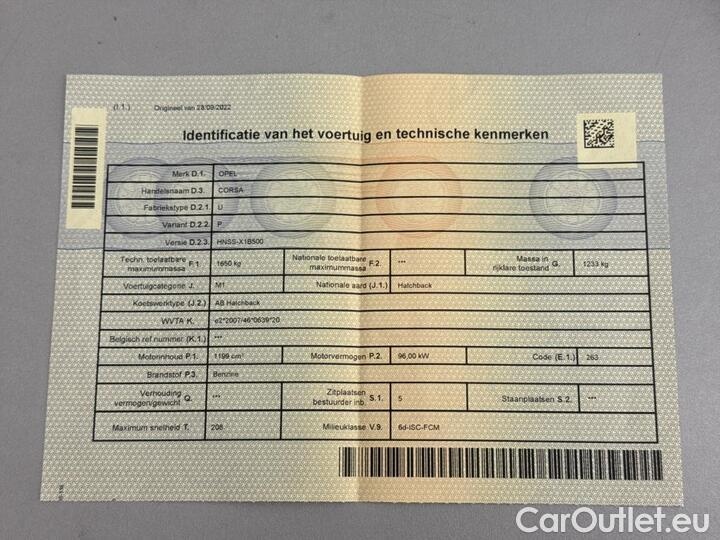 (I.1.) Origineel van 28/09/2022
Identificatie van het voertuig en technische kenmerken
Merk D.1. OPEL
Handelsnaam D.3. CORSA
Fabriekstype D.2.1. U
Variant D.2.2. P
Versie D.2.3. HNSS-X1B500
Techn. toelaatbare maximummassa F.1. 1650 kg Nationale toelaatbare maximummassa F.2. *** Massa in rijklare toestand G. 1233 kg
Voertuigcategorie J. M1 Nationale aard (J.1.) Hatchback
Koetswerktype (J.2.) AB Hatchback
WVTA K. e2*2007/46*0639*20
Belgisch ref nummer (K.1.) ***
Motorinhoud P.1. 1199 cm³ Motorvermogen P.2. 96,00 kW Code (E.1.) 263
Brandstof P.3. Benzine
Verhouding vermogen/gewicht Q. *** Zitplaatsen bestuurder inb. S.1. 5 Staanplaatsen S.2. ***
Maximum snelheid T. 208 Milieuklasse V.9. 6d-ISC-FCM
CarOutlet.eu